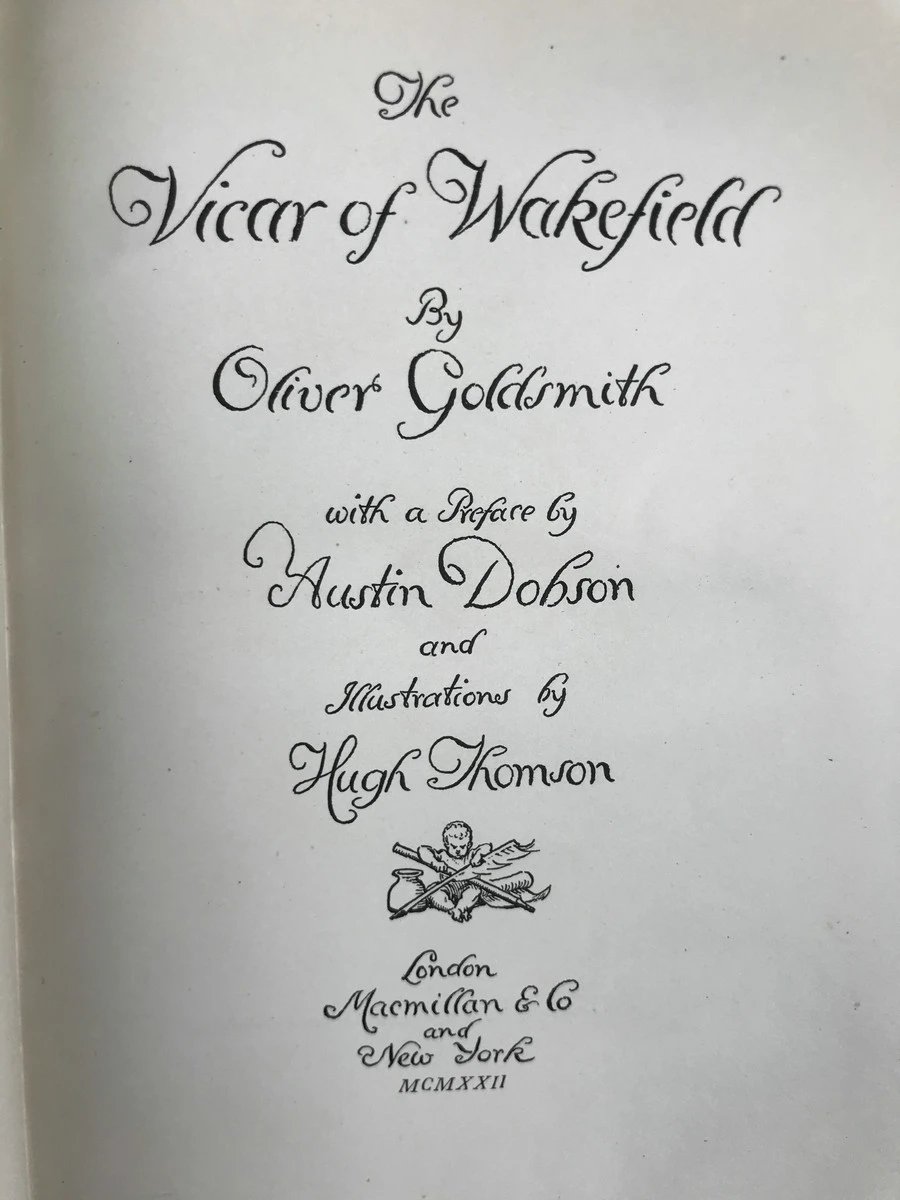 The
Vicar of Wakefield
By
Oliver Goldsmith
with a Preface by
Austin Dobson
and
Illustrations by
Hugh Thomson
London
Macmillan & Co
and
New York
MCMXXII